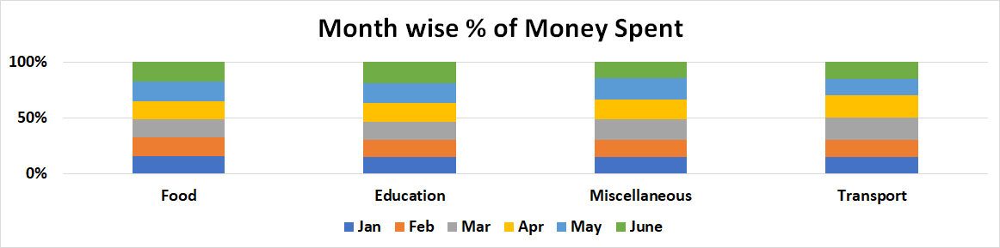 Month wise % of Money Spent
100%
50%
0%
Food Education Miscellaneous Transport
Jan Feb Mar Apr May June